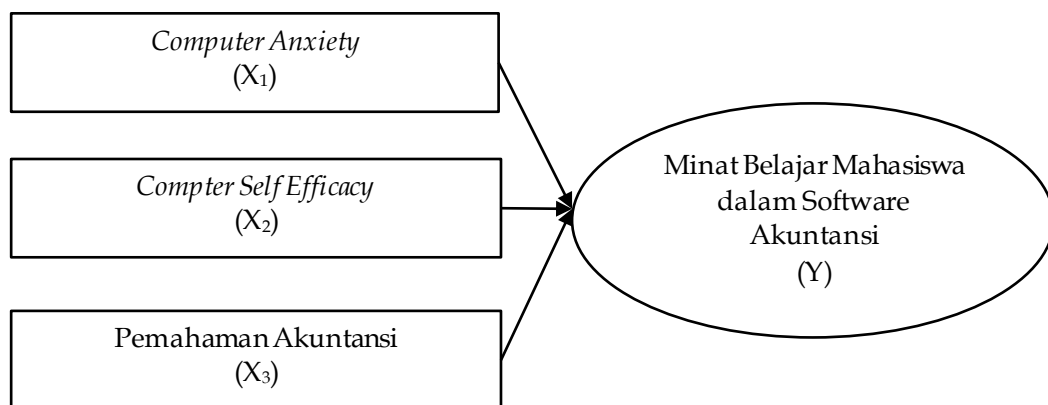 Computer Anxiety
(X₁)
Compter Self Efficacy
(X₂)
Pemahaman Akuntansi
(X₃)
Minat Belajar Mahasiswa
dalam Software
Akuntansi
(Y)